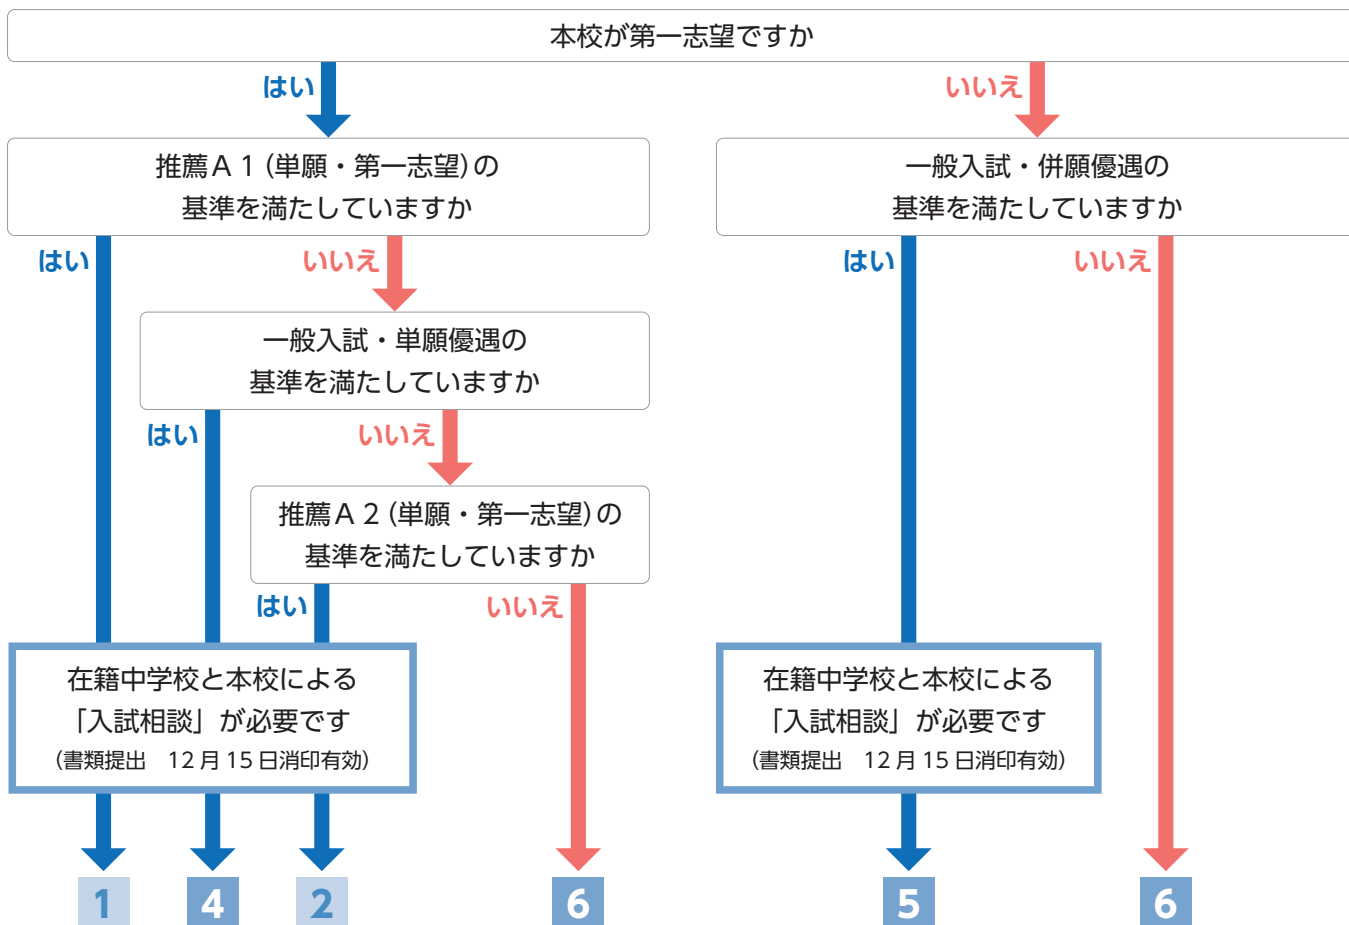 本校が第一志望ですか
はい
いいえ
推薦A 1（単願・第一志望）の
基準を満たしていますか
一般入試・併願優遇の
基準を満たしていますか
はい
いいえ
はい
いいえ
一般入試・単願優遇の
基準を満たしていますか
はい
いいえ
推薦A 2（単願・第一志望）の
基準を満たしていますか
はい
いいえ
在籍中学校と本校による
「入試相談」が必要です
（書類提出　12月15日消印有効）
在籍中学校と本校による
「入試相談」が必要です
（書類提出　12月15日消印有効）
1
4
2
6
5
6